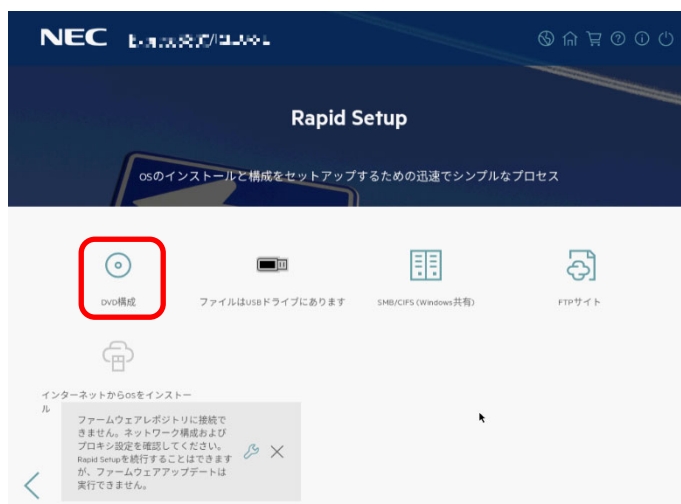 NEC
Rapid Setup
OSのインストールと構成をセットアップするための迅速でシンプルなプロセス
DVD構成
ファイルはUSBドライブにあります
SMB/CIFS (Windows共有)
FTPサイト
インターネットからOSをインストー
ル
ファームウェアレポジトリに接続で
きません。ネットワーク構成および
プロキシ設定を確認してください。
Rapid Setupを続行することはできます
が、ファームウェアアップデートは
実行できません。